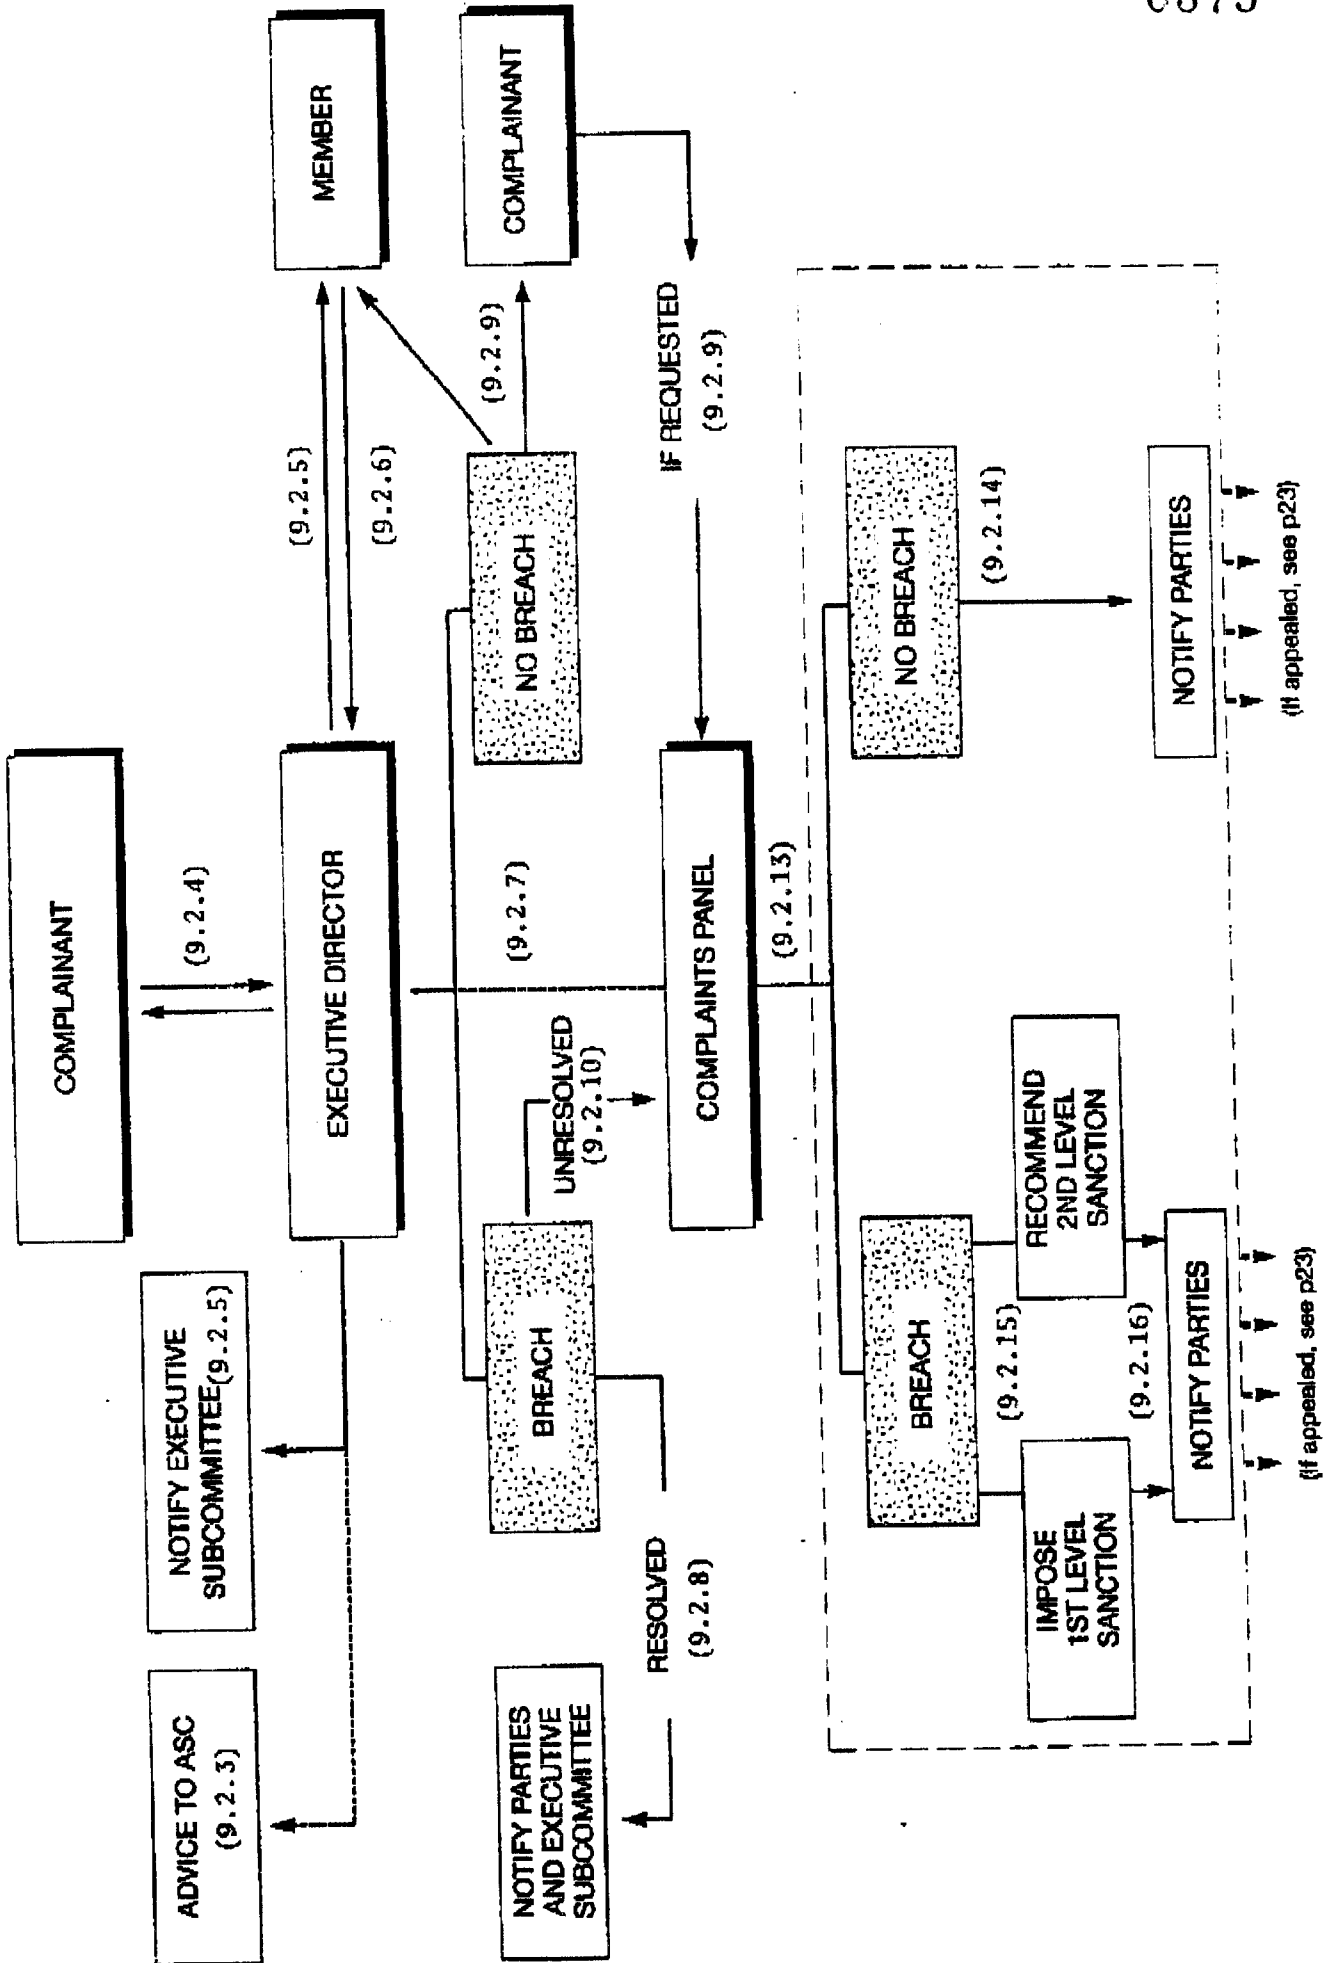 COMPLAINANT
(9.2.4)
ADVICE TO ASC
(9.2.3)
NOTIFY EXECUTIVE
SUBCOMMITTEE(9.2.5)
EXECUTIVE DIRECTOR
(9.2.5)
(9.2.6)
MEMBER
NOTIFY PARTIES
AND EXECUTIVE
SUBCOMMITTEE
BREACH
UNRESOLVED
(9.2.10)
(9.2.7)
NO BREACH
(9.2.9)
COMPLAINANT
RESOLVED
(9.2.8)
COMPLAINTS PANEL
IF REQUESTED
(9.2.9)
(9.2.13)
BREACH
NO BREACH
(9.2.15)
(9.2.14)
IMPOSE
1ST LEVEL
SANCTION
RECOMMEND
2ND LEVEL
SANCTION
(9.2.16)
NOTIFY PARTIES
NOTIFY PARTIES
(If appealed, see p23)
(If appealed, see p23)